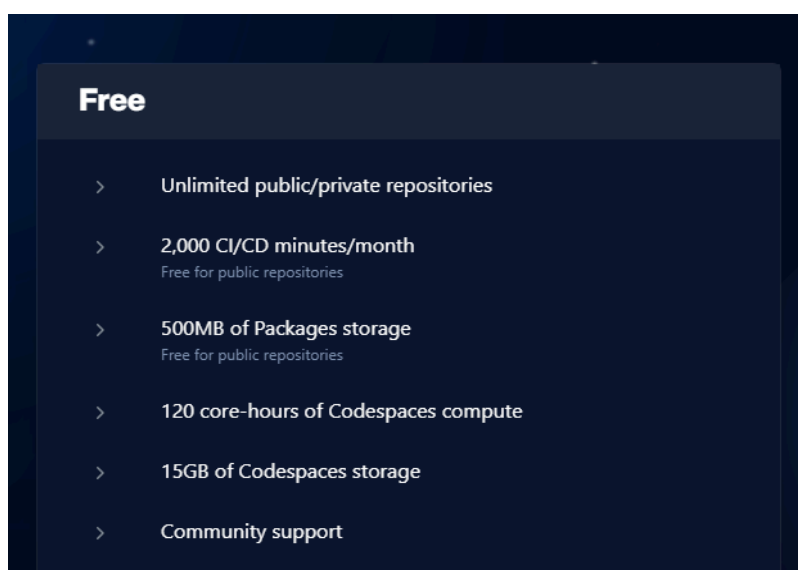 Free
Unlimited public/private repositories
2,000 CI/CD minutes/month
Free for public repositories
500MB of Packages storage
Free for public repositories
120 core-hours of Codespaces compute
15GB of Codespaces storage
Community support